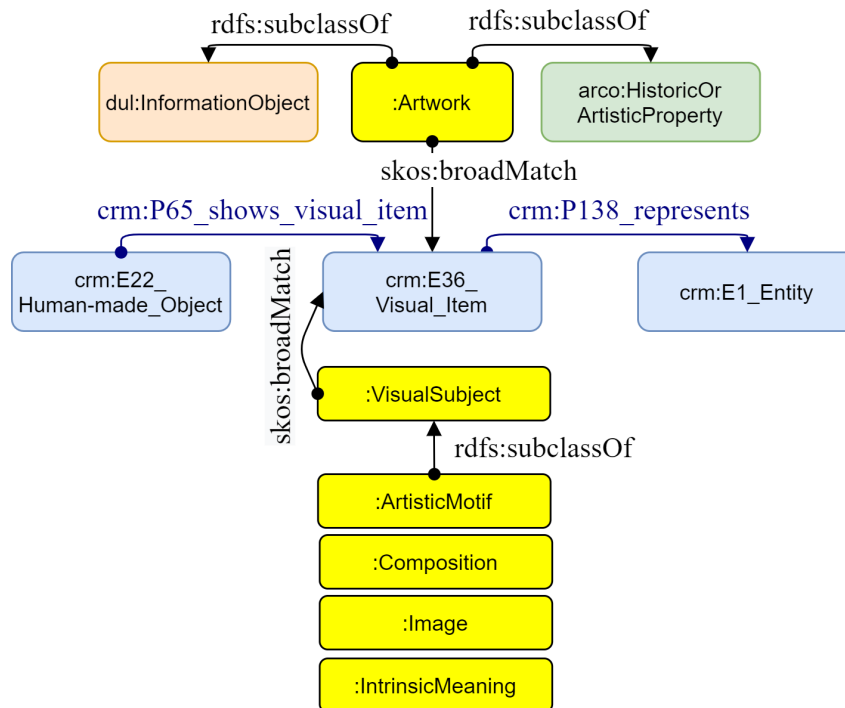 rdfs:subclassOf
rdfs:subclassOf
dul:InformationObject
:Artwork
arco:HistoricOr
ArtisticProperty
skos:broadMatch
crm:P65_shows_visual_item
crm:P138_represents
crm:E22_
Human-made_Object
crm:E36_
Visual_Item
crm:E1_Entity
skos:broadMatch
:VisualSubject
rdfs:subclassOf
:ArtisticMotif
:Composition
:Image
:IntrinsicMeaning